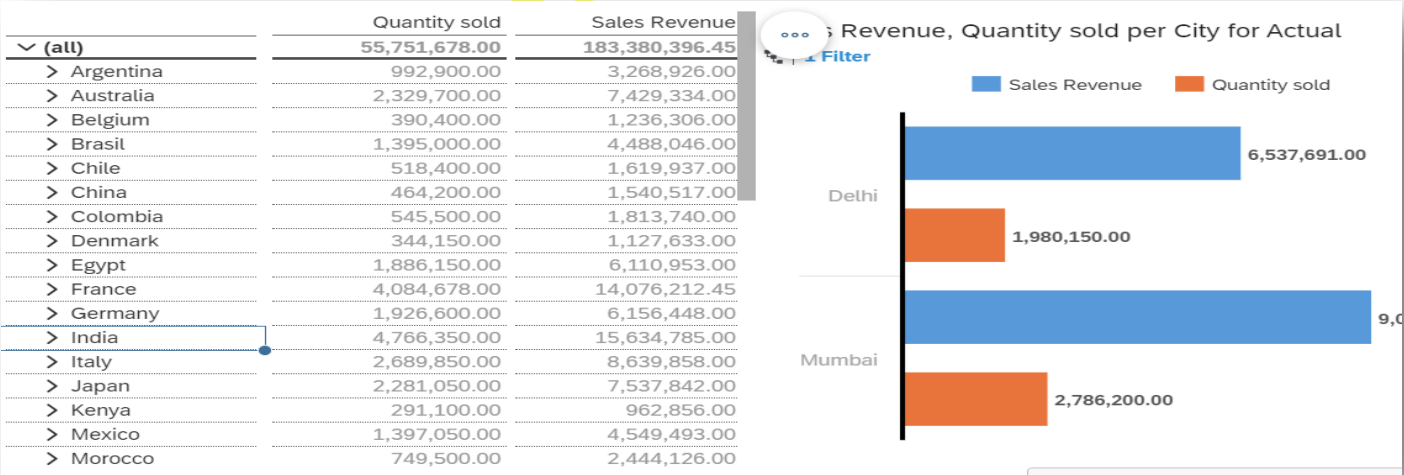 Quantity sold Sales Revenue
(all) 55,751,678.00 183,380,396.45
Argentina 992,900.00 3,268,926.00
Australia 2,329,700.00 7,429,334.00
Belgium 390,400.00 1,236,306.00
Brasil 1,395,000.00 4,488,046.00
Chile 518,400.00 1,619,937.00
China 464,200.00 1,540,517.00
Colombia 545,500.00 1,813,740.00
Denmark 344,150.00 1,127,633.00
Egypt 1,886,150.00 6,110,953.00
France 4,084,678.00 14,076,212.45
Germany 1,926,600.00 6,156,448.00
India 4,766,350.00 15,634,785.00
Italy 2,689,850.00 8,639,858.00
Japan 2,281,050.00 7,537,842.00
Kenya 291,100.00 962,856.00
Mexico 1,397,050.00 4,549,493.00
Morocco 749,500.00 2,444,126.00
s Revenue, Quantity sold per City for Actual
1 Filter
Sales Revenue Quantity sold
6,537,691.00
Delhi
1,980,150.00
9,0
Mumbai
2,786,200.00